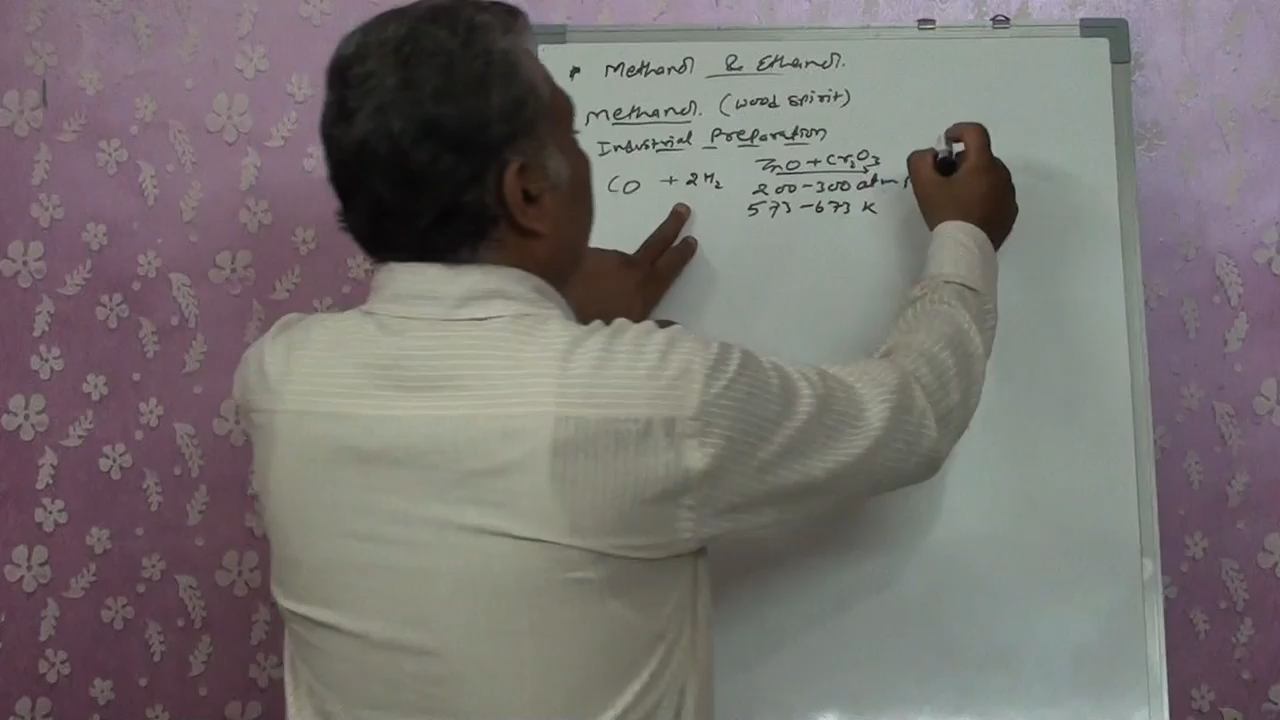 Methanol & Ethanol.
Methanol. (wood spirit)
Industrial Preparation
CO + 2H₂ ZnO + Cr₂O₃
200-300 atm
573-673 K